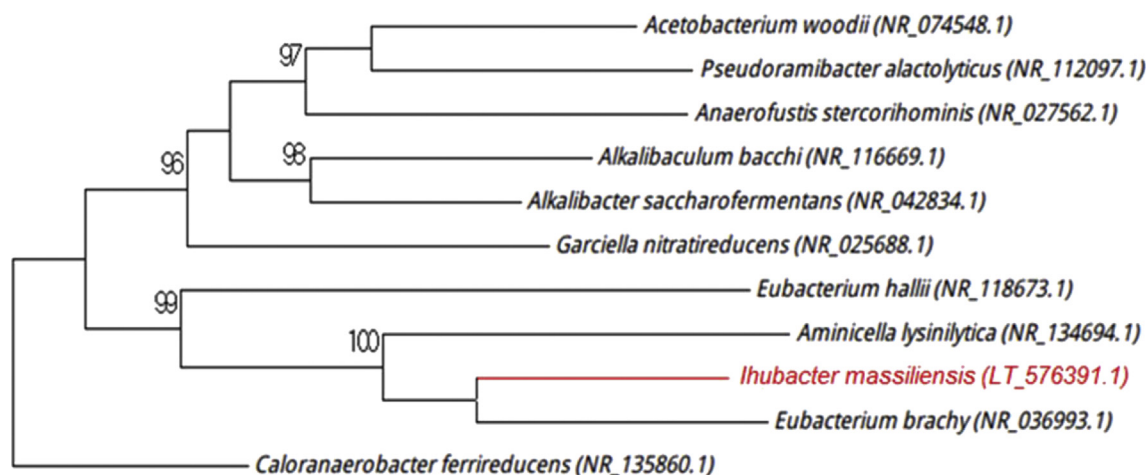 Acetobacterium woodii (NR_074548.1)
97
Pseudoramibacter alactolyticus (NR_112097.1)
Anaerofustis stercorihominis (NR_027562.1)
98
Alkalibaculum bacchi (NR_116669.1)
96
Alkalibacter saccharofermentans (NR_042834.1)
Garciella nitratireducens (NR_025688.1)
99
Eubacterium hallii (NR_118673.1)
100
Aminicella lysinilytica (NR_134694.1)
Ihubacter massiliensis (LT_576391.1)
Eubacterium brachy (NR_036993.1)
Caloranaerobacter ferrireducens (NR_135860.1)